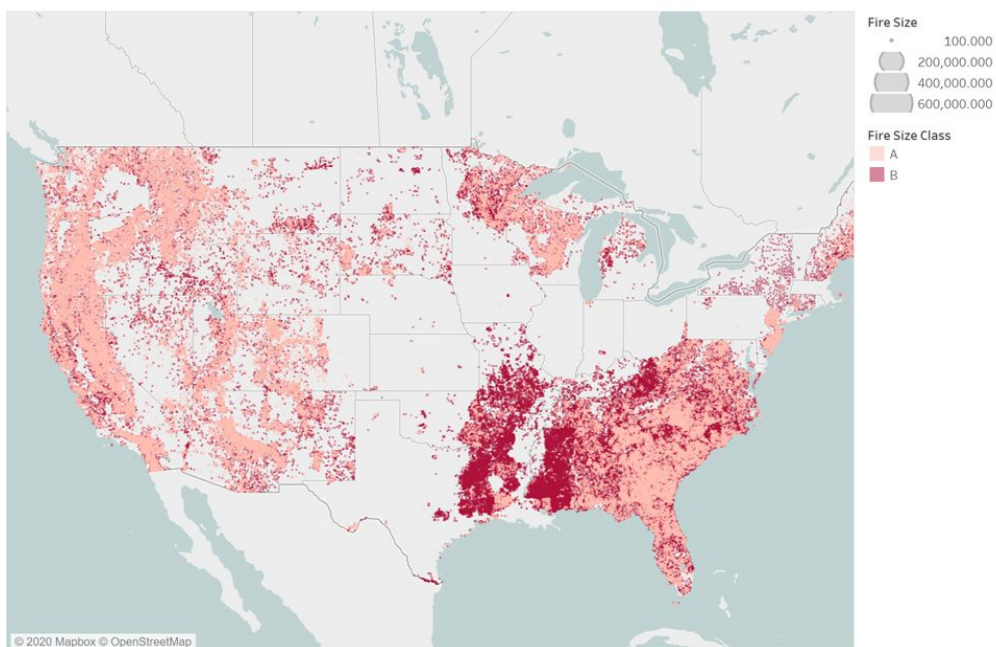 Fire Size
100.000
200,000.000
400,000.000
600,000.000
Fire Size Class
A
B
© 2020 Mapbox © OpenStreetMap